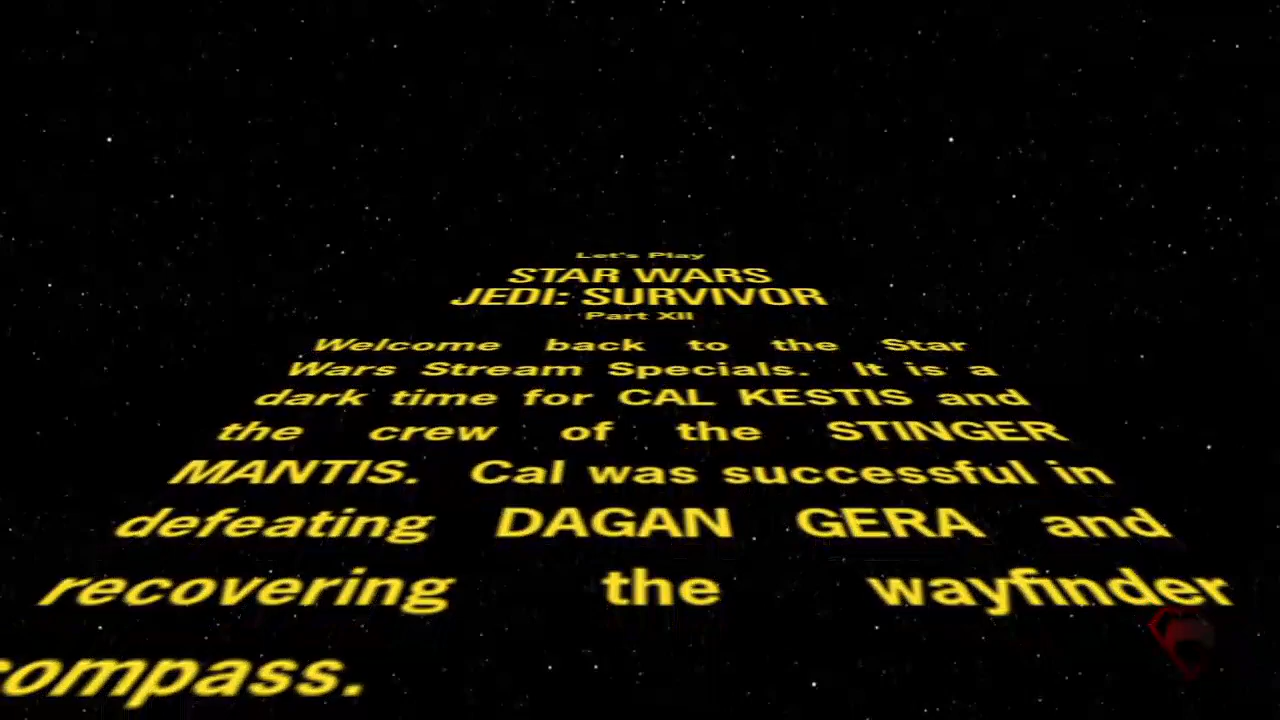 Let's Play
STAR WARS
JEDI: SURVIVOR
Part XII
Welcome back to the Star
Wars Stream Specials. It is a
dark time for CAL KESTIS and
the crew of the STINGER
MANTIS. Cal was successful in
defeating DAGAN GERA and
recovering the wayfinder
compass.